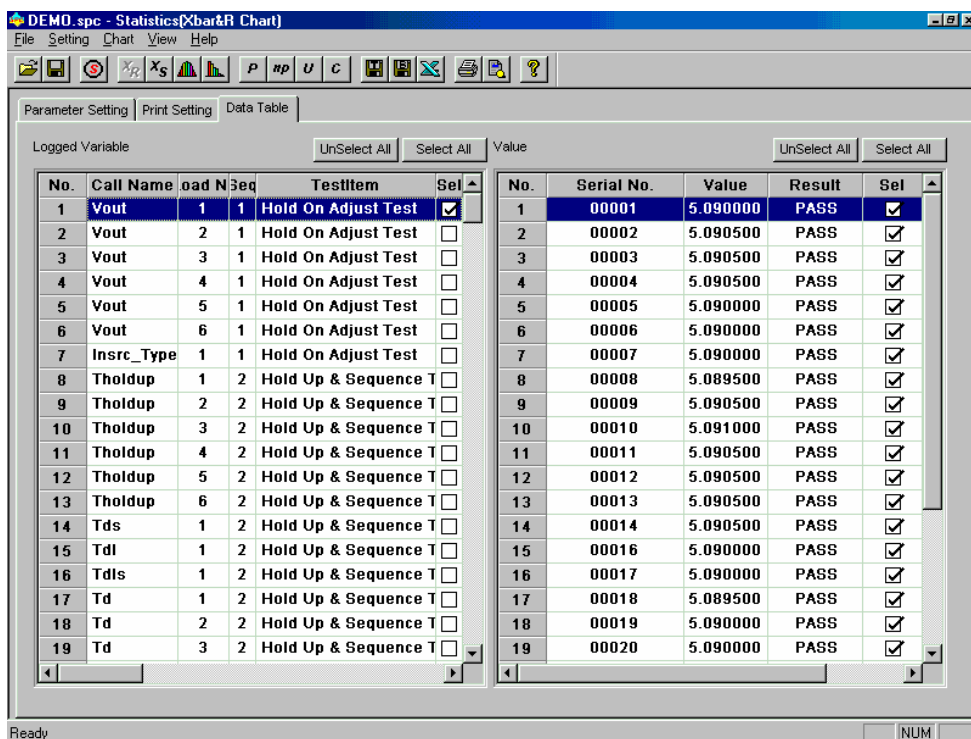 DEMO.spc - Statistics(Xbar&R Chart)
File Setting Chart View Help
S XR XS P np U C ?
Parameter Setting Print Setting Data Table
Logged Variable UnSelect All Select All Value UnSelect All Select All
No. Call Name oad N Seq TestItem Sel No. Serial No. Value Result Sel
1 Vout 1 1 Hold On Adjust Test 1 00001 5.090000 PASS
2 Vout 2 1 Hold On Adjust Test 2 00002 5.090500 PASS
3 Vout 3 1 Hold On Adjust Test 3 00003 5.090500 PASS
4 Vout 4 1 Hold On Adjust Test 4 00004 5.090500 PASS
5 Vout 5 1 Hold On Adjust Test 5 00005 5.090000 PASS
6 Vout 6 1 Hold On Adjust Test 6 00006 5.090000 PASS
7 Insrc_Type 1 1 Hold On Adjust Test 7 00007 5.090000 PASS
8 Tholdup 1 2 Hold Up & Sequence T 8 00008 5.089500 PASS
9 Tholdup 2 2 Hold Up & Sequence T 9 00009 5.090500 PASS
10 Tholdup 3 2 Hold Up & Sequence T 10 00010 5.091000 PASS
11 Tholdup 4 2 Hold Up & Sequence T 11 00011 5.090500 PASS
12 Tholdup 5 2 Hold Up & Sequence T 12 00012 5.090500 PASS
13 Tholdup 6 2 Hold Up & Sequence T 13 00013 5.090500 PASS
14 Tds 1 2 Hold Up & Sequence T 14 00014 5.090500 PASS
15 Tdl 1 2 Hold Up & Sequence T 15 00016 5.090000 PASS
16 Tdls 1 2 Hold Up & Sequence T 16 00017 5.090000 PASS
17 Td 1 2 Hold Up & Sequence T 17 00018 5.089500 PASS
18 Td 2 2 Hold Up & Sequence T 18 00019 5.090000 PASS
19 Td 3 2 Hold Up & Sequence T 19 00020 5.090000 PASS
Ready NUM